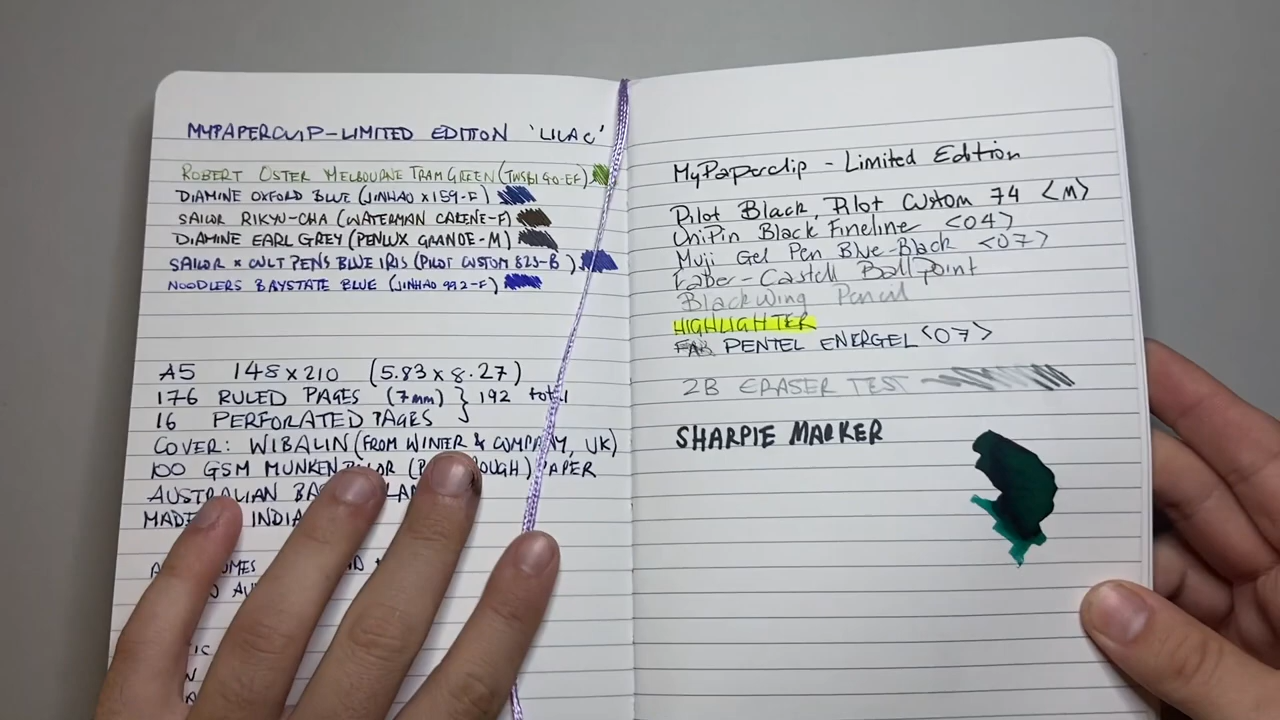 MYPAPERCLIP-LIMITED EDITION 'LILAC'
ROBERT OSTER MELBOURNE TRAM GREEN (TWSBI GO-EF)
DIAMINE OXFORD BLUE (JINHAO X159-F)
SAILOR RIKYU-CHA (WATERMAN CARENE-F)
DIAMINE EARL GREY (PENLUX GRANDE-M)
SAILOR x CULT PENS BLUE IRIS (PILOT CUSTOM 823-B)
NOODLERS BAYSTATE BLUE (JINHAO 992-F)
A5 148 x 210 (5.83 x 8.27)
176 RULED PAGES (7mm) } 192 total
16 PERFORATED PAGES
COVER: WIBALIN (FROM WINTER & COMPANY, UK)
100 GSM MUNKEN PAPER
AUSTRALIAN
MADE INDIA
MyPaperclip - Limited Edition
Pilot Black, Pilot Custom 74 <M>
UniPin Black Fineline <04>
Muji Gel Pen Blue-Black <07>
Faber-Castell Ballpoint
Blackwing Pencil
HIGHLIGHTER
PENTEL ENERGEL <07>
2B ERASER TEST
SHARPIE MARKER